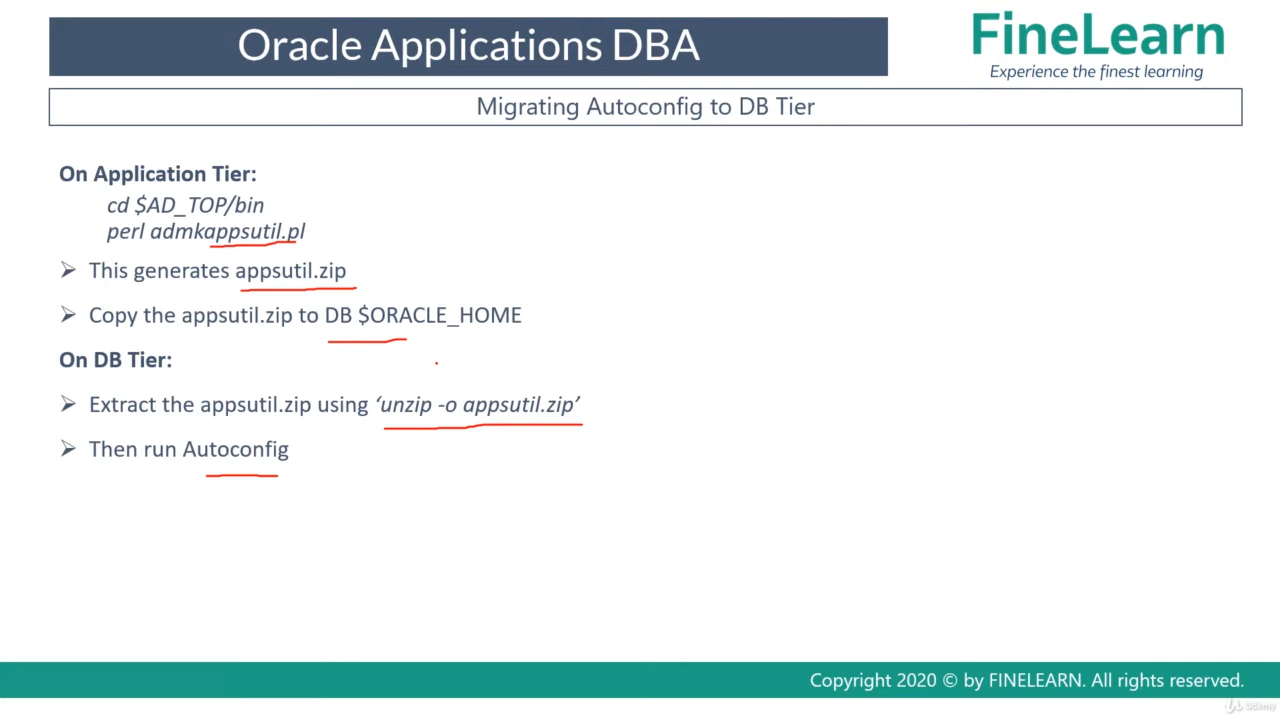 Oracle Applications DBA
FineLearn
Experience the finest learning
Migrating Autoconfig to DB Tier
On Application Tier:
cd $AD_TOP/bin
perl admkappsutil.pl
➢ This generates appsutil.zip
➢ Copy the appsutil.zip to DB $ORACLE_HOME
On DB Tier:
➢ Extract the appsutil.zip using ‘unzip -o appsutil.zip’
➢ Then run Autoconfig
Copyright 2020 © by FINELEARN. All rights reserved.
Udemy